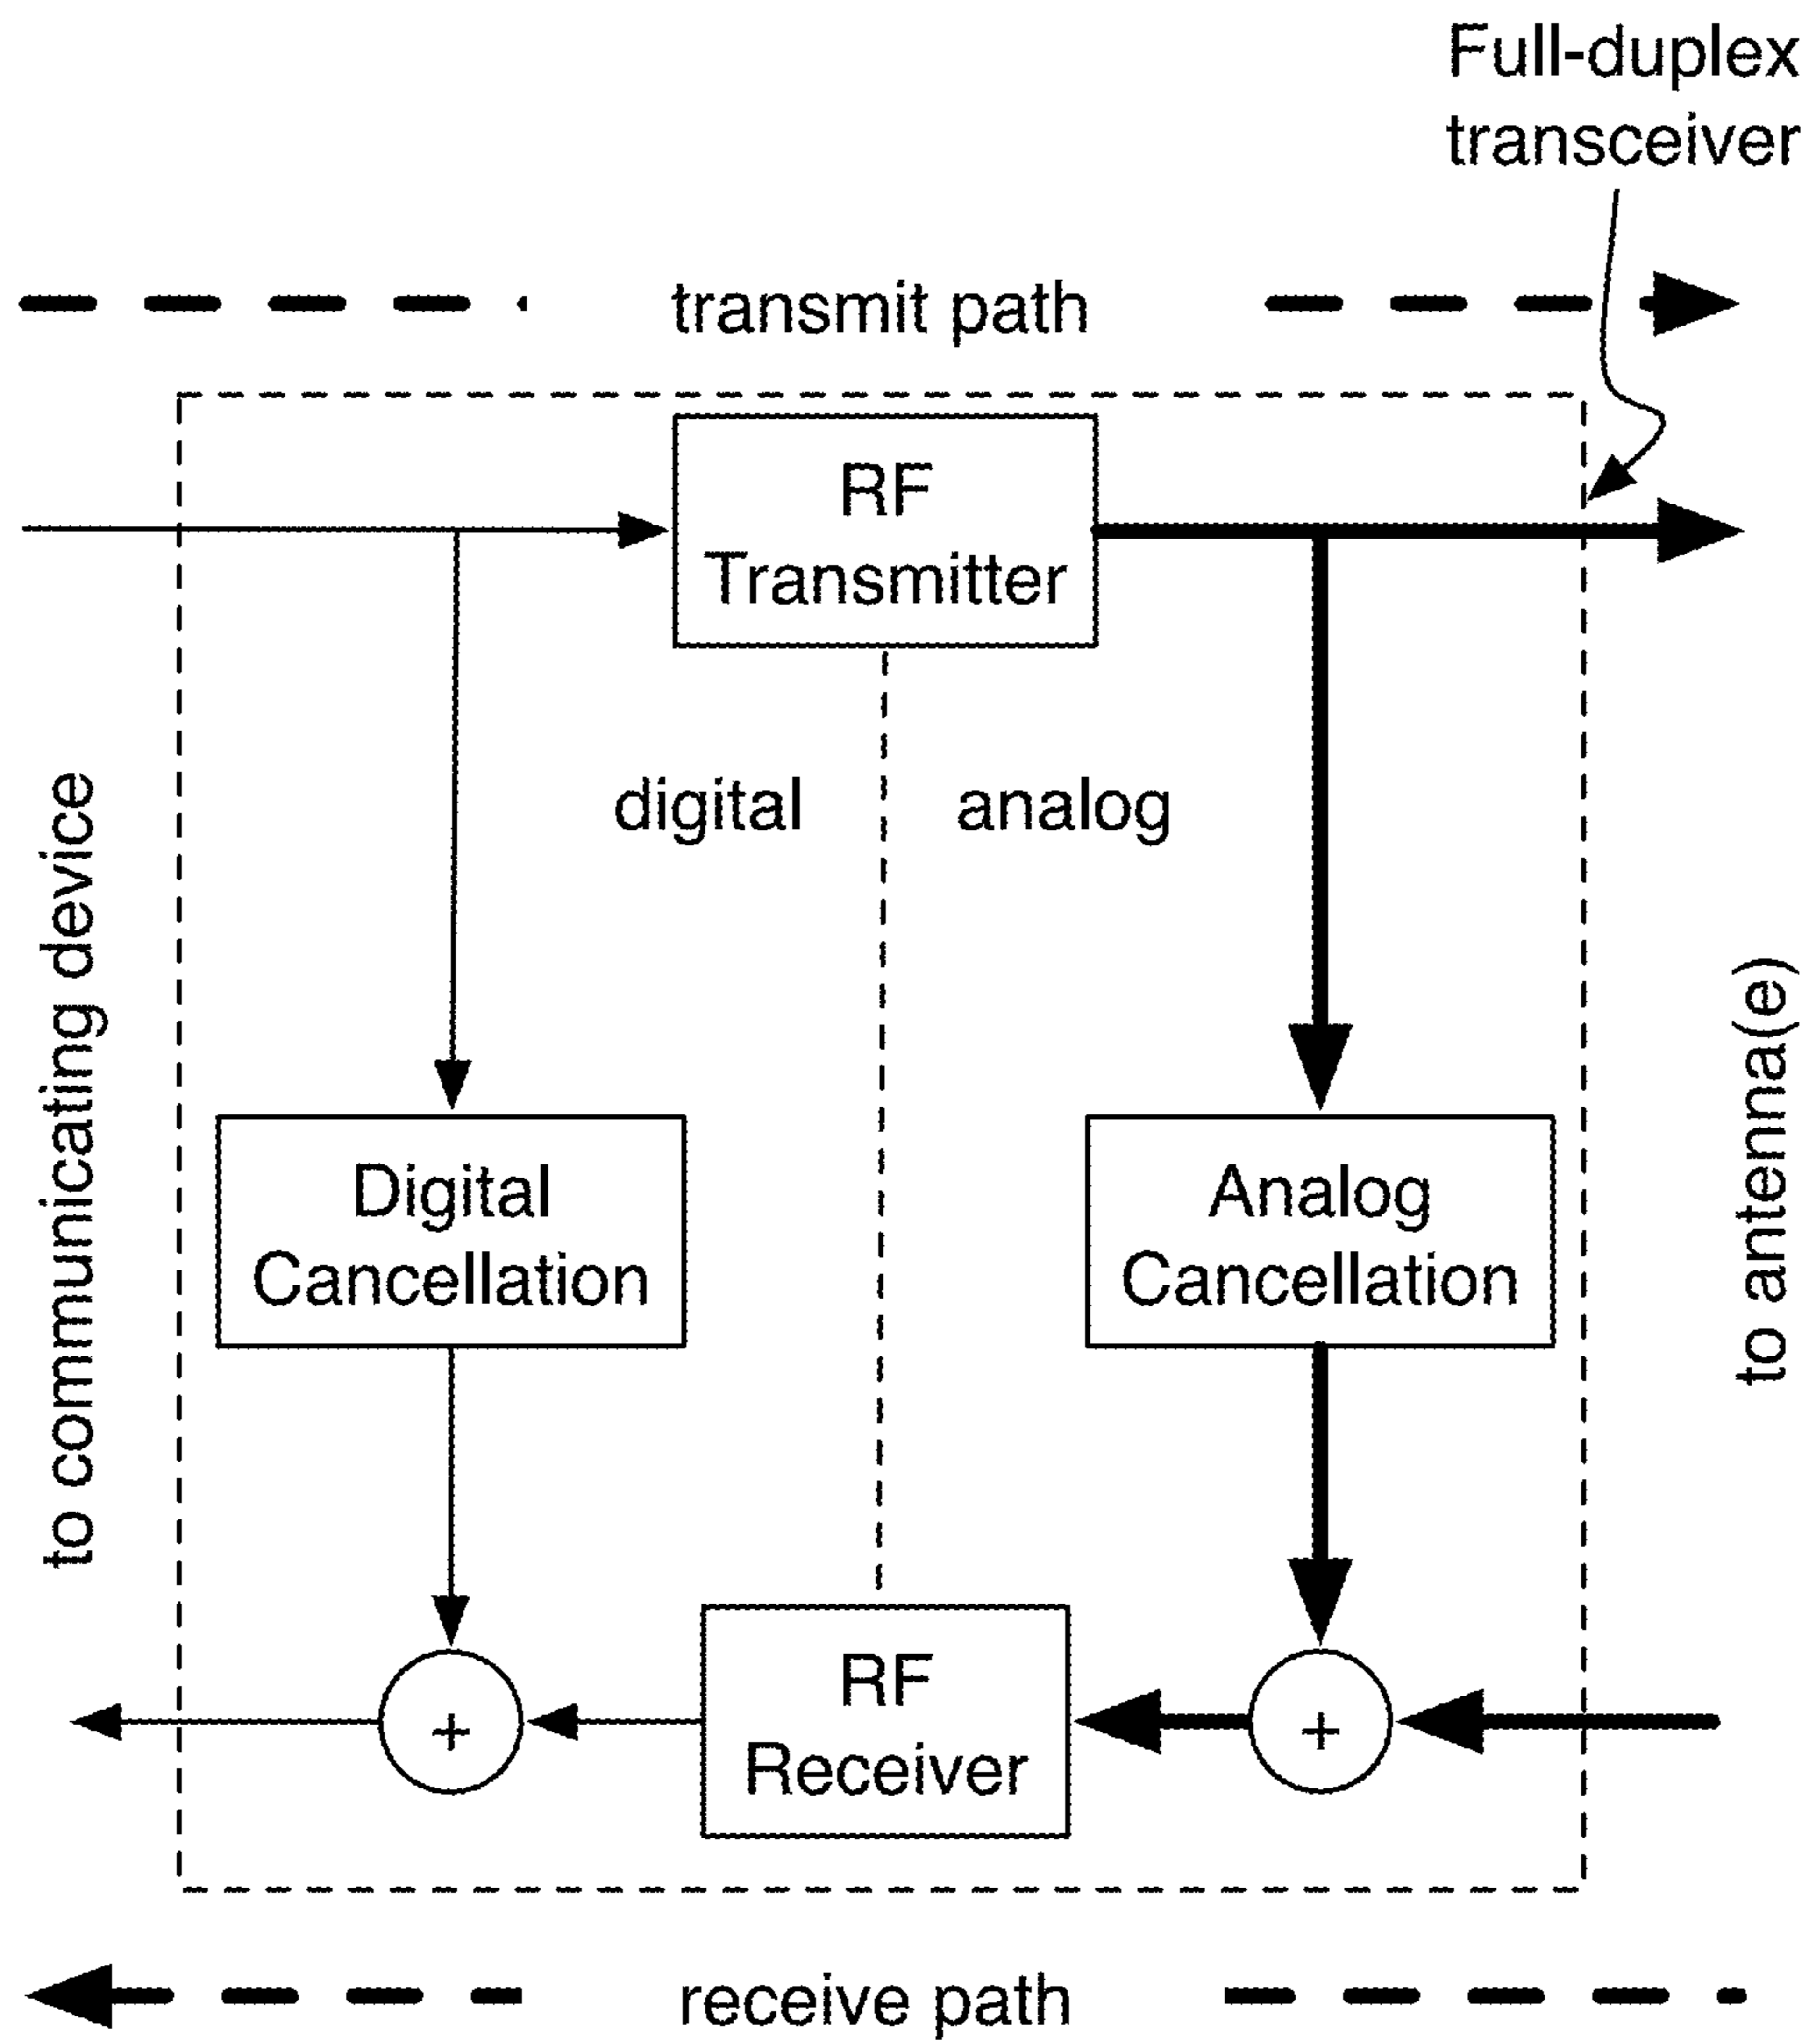 Full-duplex
transceiver
transmit path
RF
Transmitter
digital
analog
to communicating device
to antenna(e)
Digital
Cancellation
Analog
Cancellation
+
RF
Receiver
+
receive path